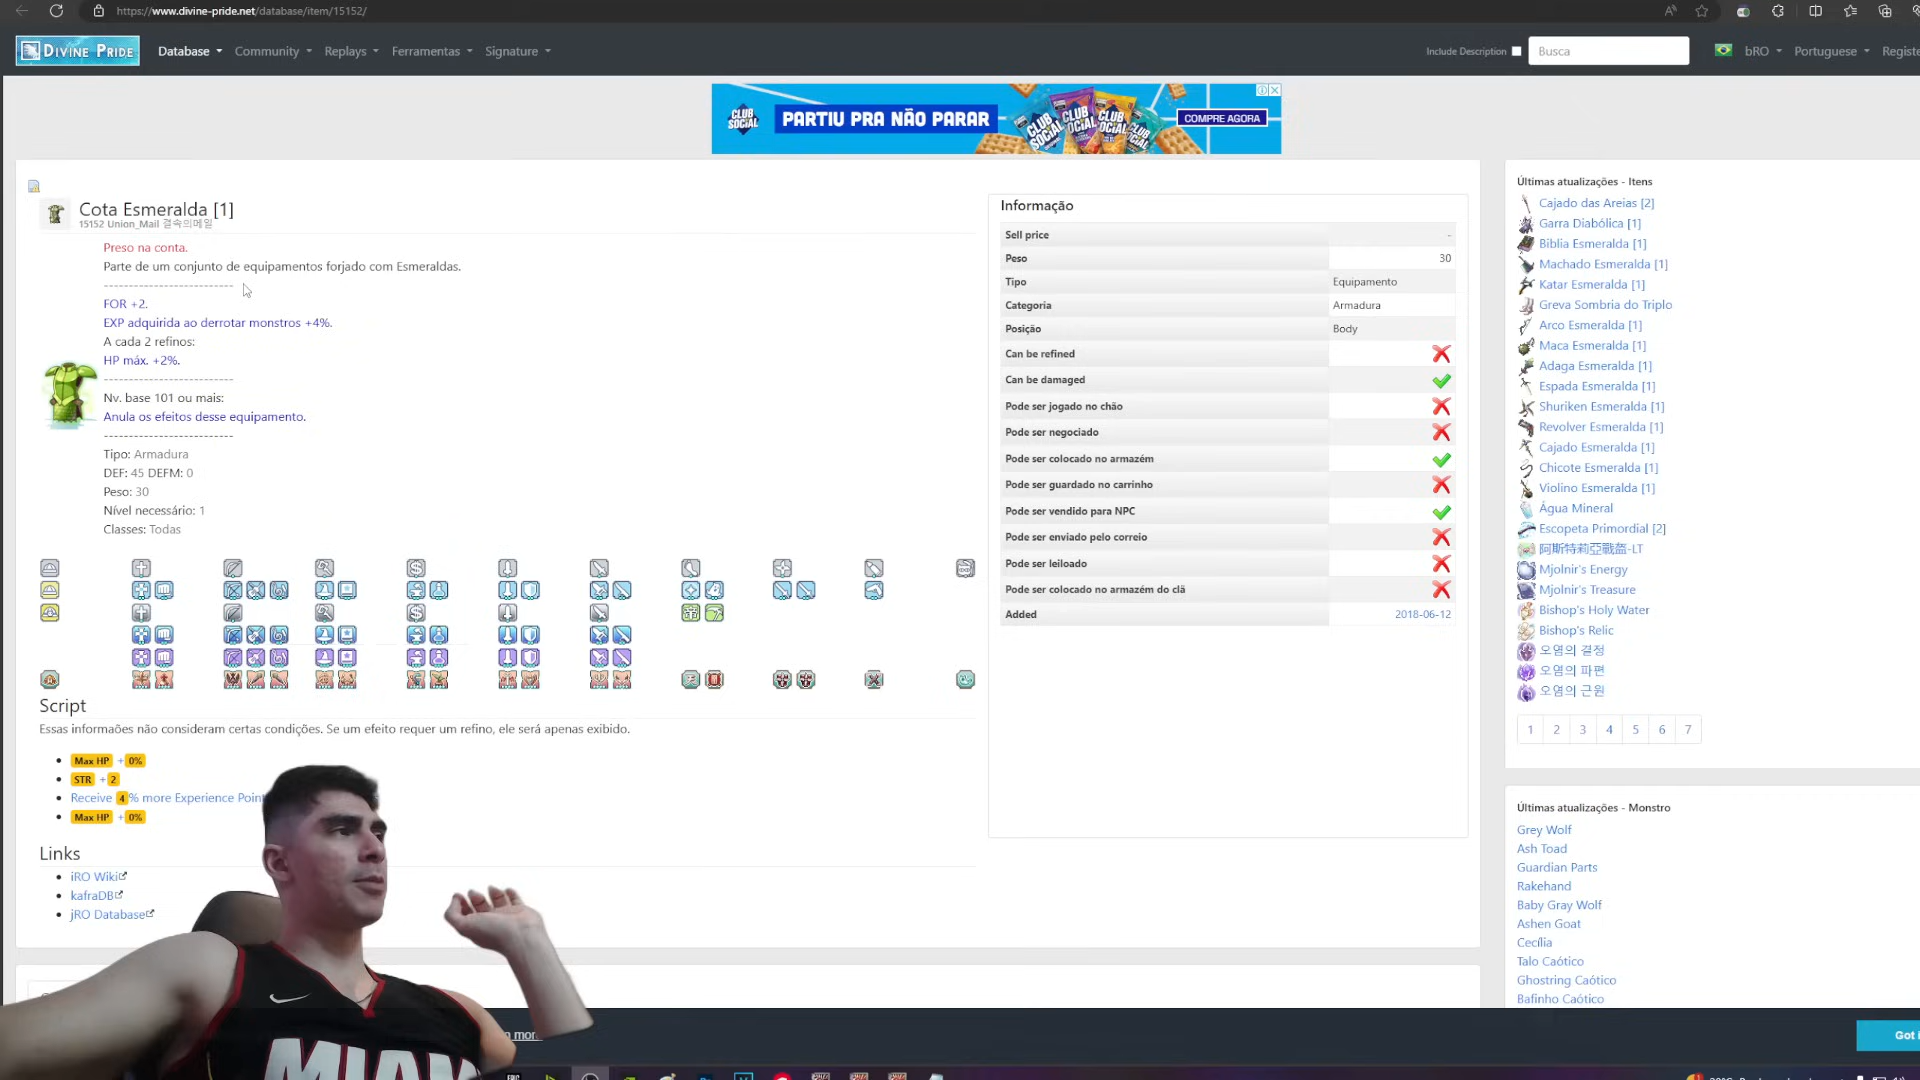 https://www.divine-pride.net/database/item/15152/
DIVINE PRIDE
Database
Community
Replays
Ferramentas
Signature
Include Description
Busca
bRO
Portuguese
CLUB SOCIAL
PARTIU PRA NÃO PARAR
COMPRE AGORA
Cota Esmeralda [1]
15152 Union_Mail 결속의메일
Preso na conta.
Parte de um conjunto de equipamentos forjado com Esmeraldas.
--------------------------
FOR +2.
EXP adquirida ao derrotar monstros +4%.
A cada 2 refinos:
HP máx. +2%.
--------------------------
Nv. base 101 ou mais:
Anula os efeitos desse equipamento.
--------------------------
Tipo: Armadura
DEF: 45 DEFM: 0
Peso: 30
Nível necessário: 1
Classes: Todas
Script
Essas informaões não consideram certas condições. Se um efeito requer um refino, ele será apenas exibido.
Max HP + 0%
STR + 2
Receive 4% more Experience Point
Max HP + 0%
Links
iRO Wiki
kafraDB
jRO Database
Informação
Sell price -
Peso 30
Tipo Equipamento
Categoria Armadura
Posição Body
Can be refined
Can be damaged
Pode ser jogado no chão
Pode ser negociado
Pode ser colocado no armazém
Pode ser guardado no carrinho
Pode ser vendido para NPC
Pode ser enviado pelo correio
Pode ser leiloado
Pode ser colocado no armazém do clã
Added 2018-06-12
Últimas atualizações - Itens
Cajado das Areias [2]
Garra Diabólica [1]
Biblia Esmeralda [1]
Machado Esmeralda [1]
Katar Esmeralda [1]
Greva Sombria do Triplo
Arco Esmeralda [1]
Maca Esmeralda [1]
Adaga Esmeralda [1]
Espada Esmeralda [1]
Shuriken Esmeralda [1]
Revolver Esmeralda [1]
Cajado Esmeralda [1]
Chicote Esmeralda [1]
Violino Esmeralda [1]
Água Mineral
Escopeta Primordial [2]
阿斯特莉亞戰盔-LT
Mjolnir's Energy
Mjolnir's Treasure
Bishop's Holy Water
Bishop's Relic
오염의 결정
오염의 파편
오염의 근원
1 2 3 4 5 6 7
Últimas atualizações - Monstro
Grey Wolf
Ash Toad
Guardian Parts
Rakehand
Baby Gray Wolf
Ashen Goat
Cecília
Talo Caótico
Ghostring Caótico
Bafinho Caótico
Got
MIAM